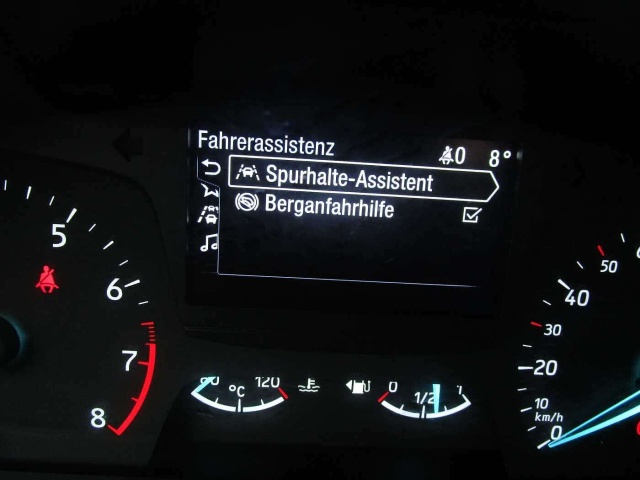 Fahrerassistenz
0 8°
Spurhalte-Assistent
Berganfahrhilfe
5
6
7
8
°C 120
0 1/2 1
50
40
30
20
10
km/h
0